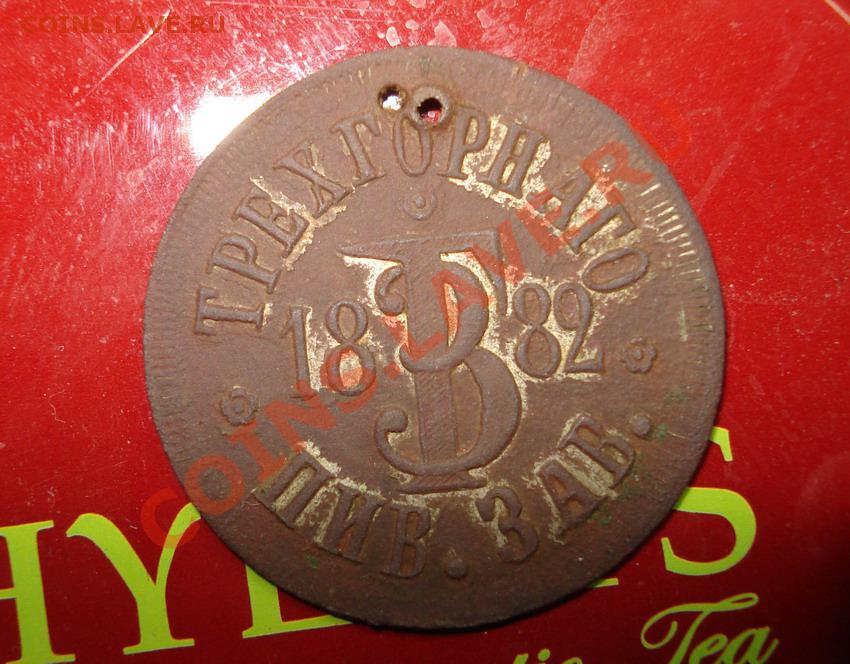 COINS.LAVE.RU
ТРЕХГОРНАГО
18 82
ПИВ. ЗАВ.
COINS.LAVE.RU
Tea